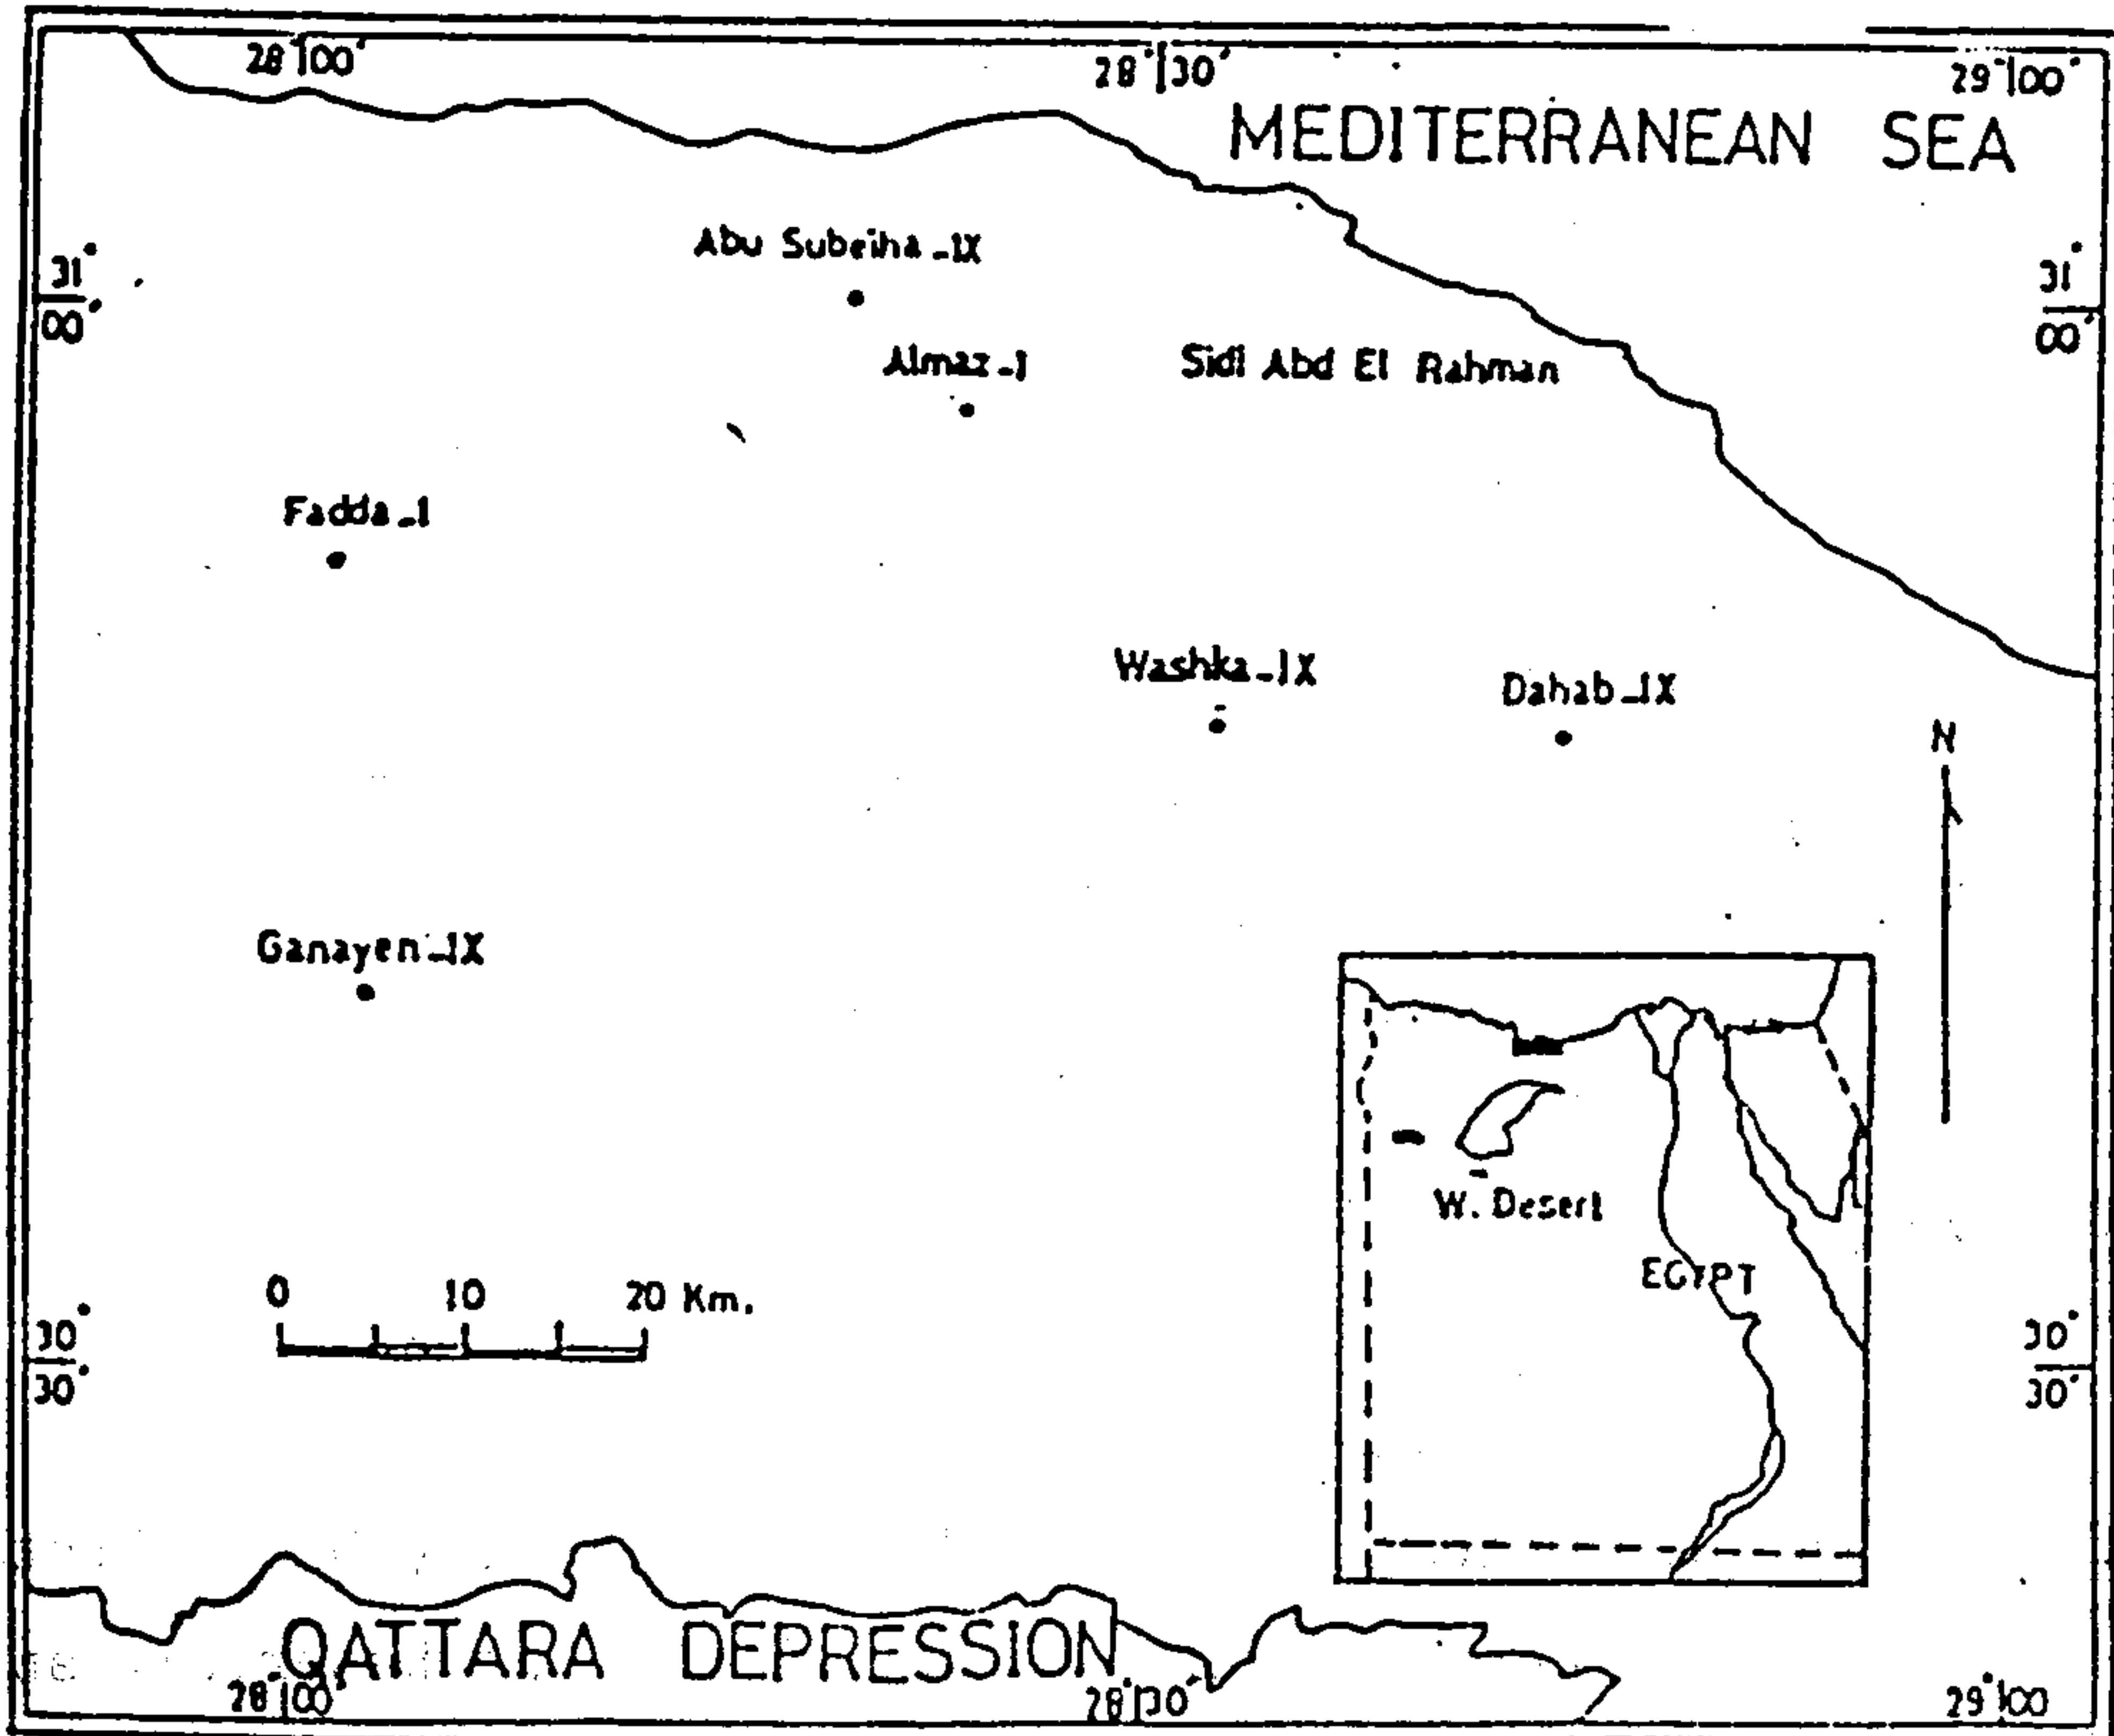 28°00'
28°30'
29°00'
MEDITERRANEAN SEA
Abu Subeiha_1X
31°
00'
31°
00'
Almaz_1
Sidi Abd El Rahman
Fadda_1
Washka_1X
Dahab_1X
N
Ganayen_1X
W. Desert
EGYPT
0 10 20 Km.
30°
30'
30°
30'
QATTARA DEPRESSION
28°00'
28°30'
29°00